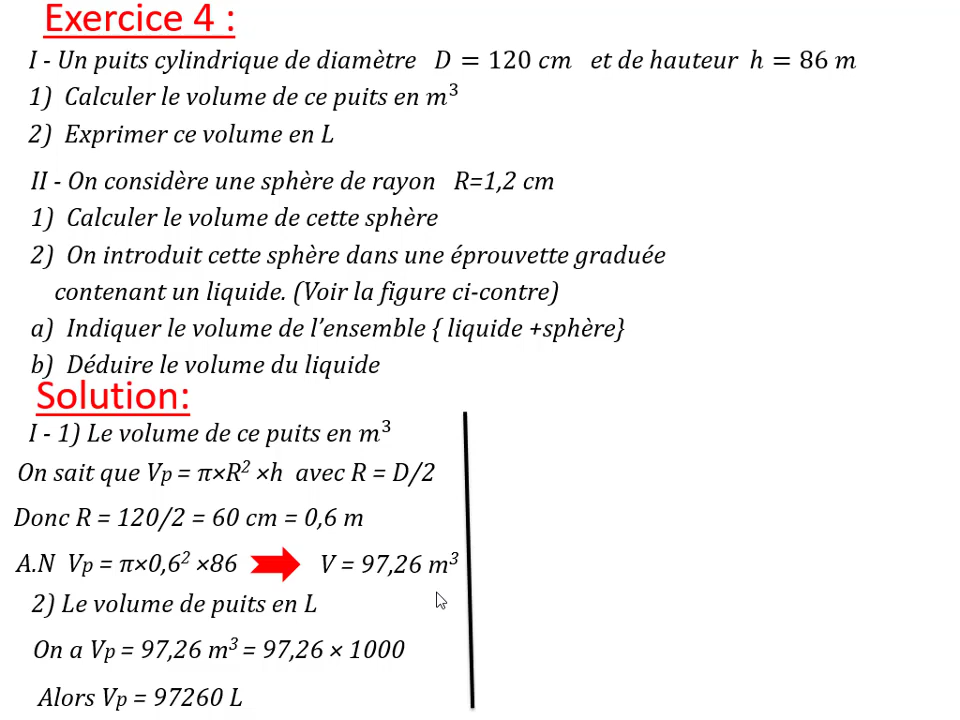 Exercice 4 :
I - Un puits cylindrique de diamètre D = 120 cm et de hauteur h = 86 m
1) Calculer le volume de ce puits en m³
2) Exprimer ce volume en L
II - On considère une sphère de rayon R=1,2 cm
1) Calculer le volume de cette sphère
2) On introduit cette sphère dans une éprouvette graduée
contenant un liquide. (Voir la figure ci-contre)
a) Indiquer le volume de l’ensemble { liquide +sphère}
b) Déduire le volume du liquide
Solution:
I - 1) Le volume de ce puits en m³
On sait que Vp = π×R² ×h avec R = D/2
Donc R = 120/2 = 60 cm = 0,6 m
A.N Vp = π×0,6² ×86 V = 97,26 m³
2) Le volume de puits en L
On a Vp = 97,26 m³ = 97,26 × 1000
Alors Vp = 97260 L